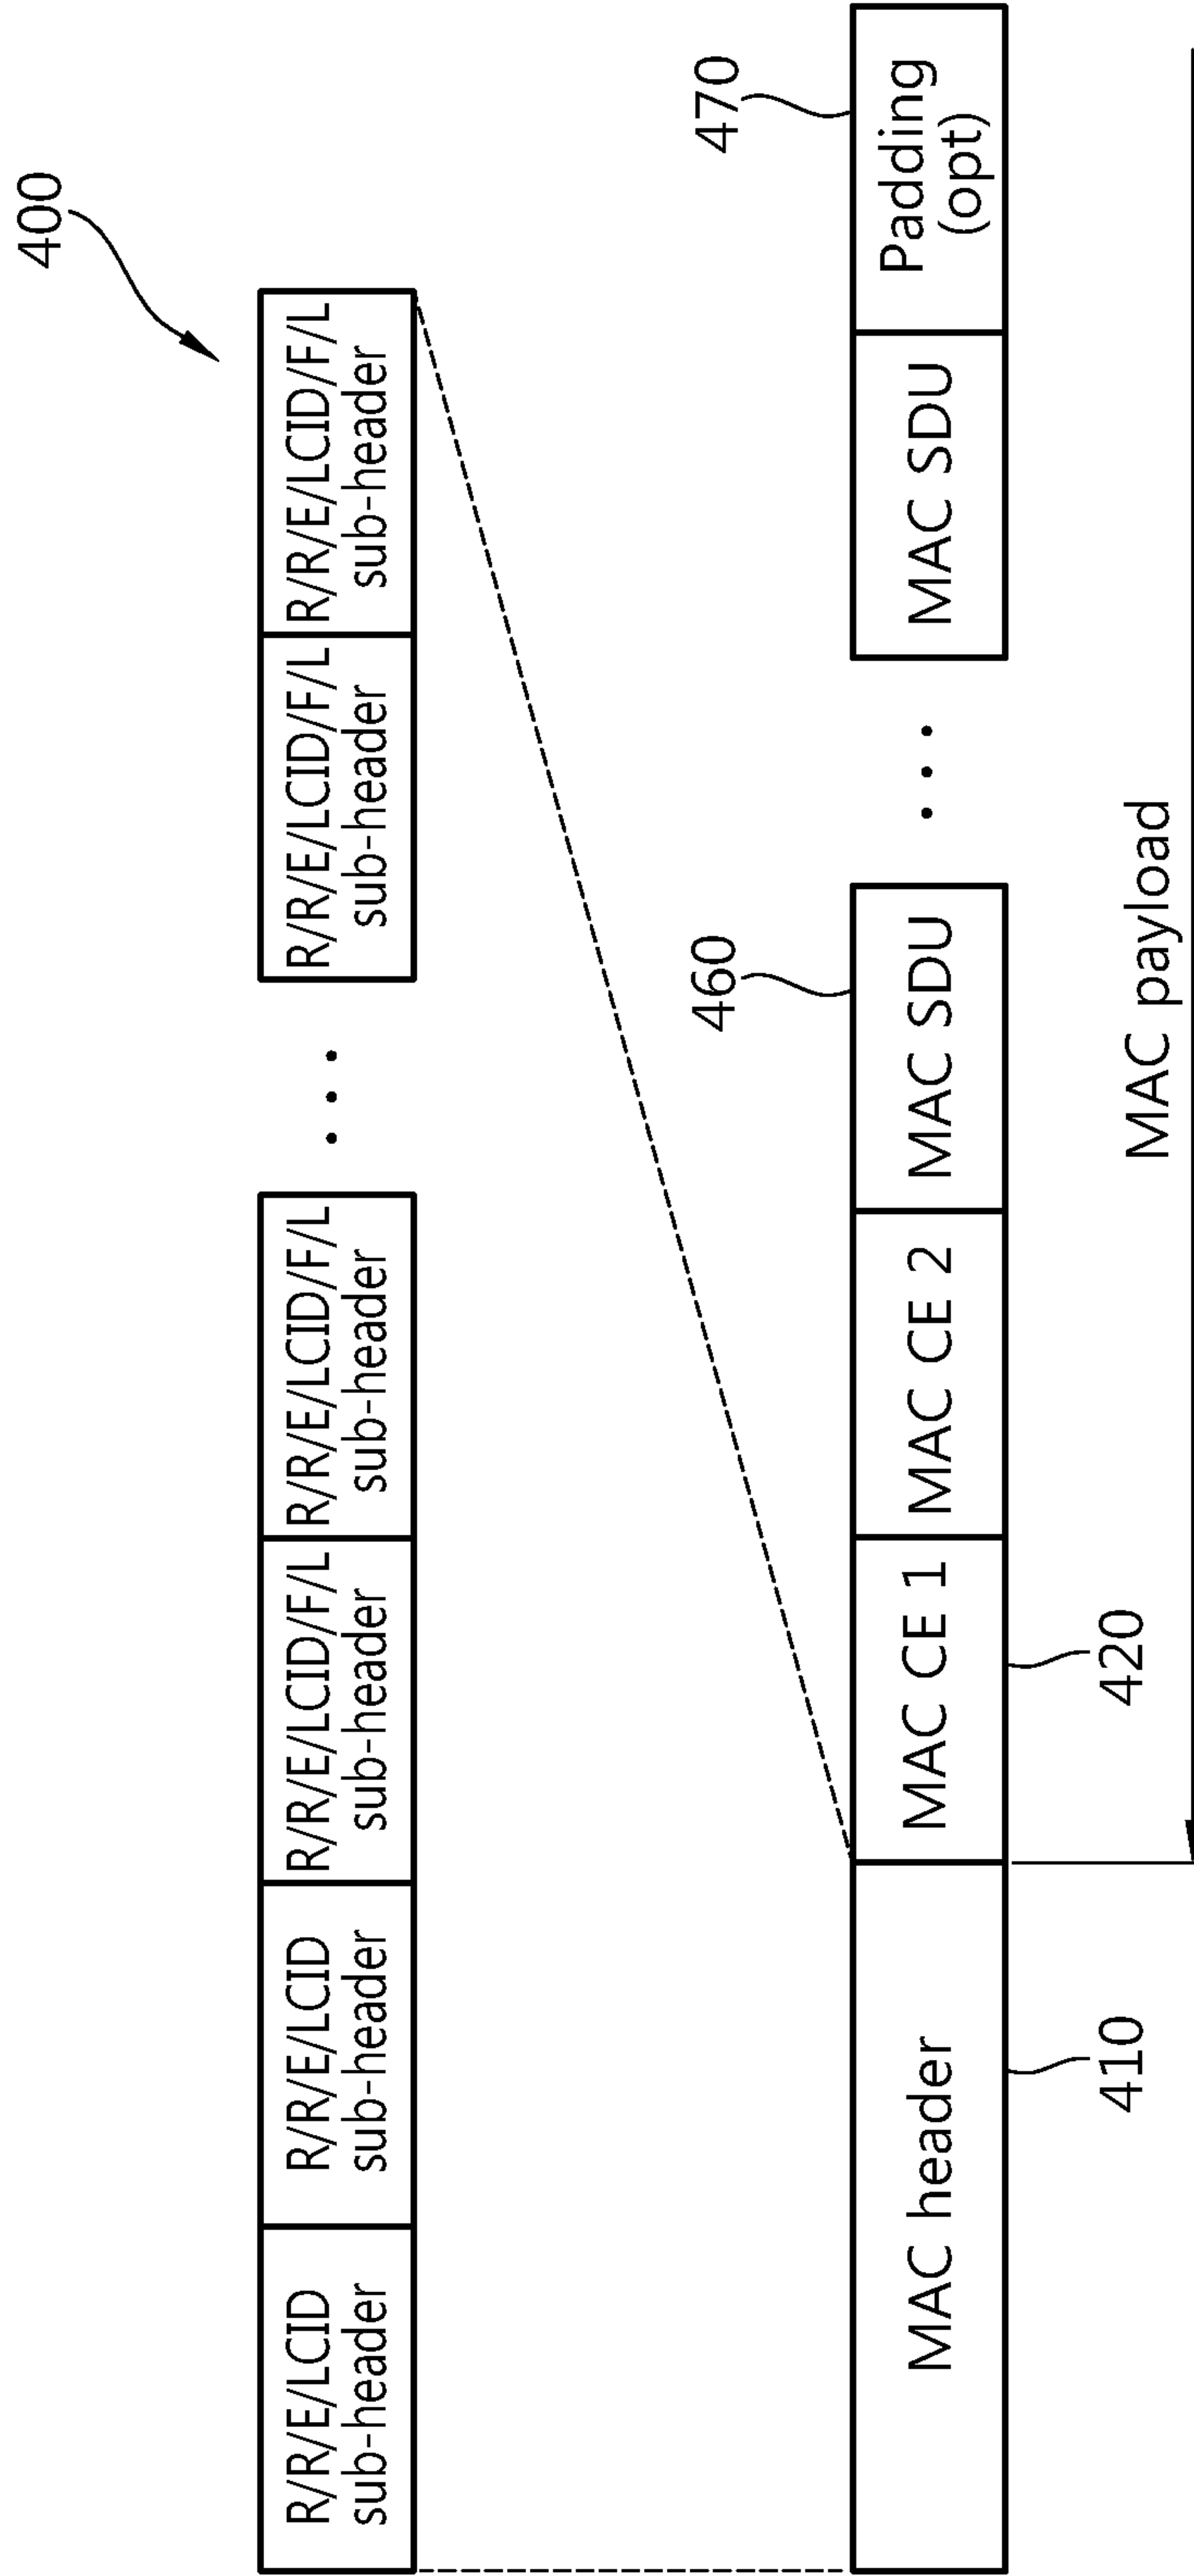 400
R/R/E/LCID
sub-header
R/R/E/LCID
sub-header
R/R/E/LCID/F/L
sub-header
R/R/E/LCID/F/L
sub-header
R/R/E/LCID/F/L
sub-header
R/R/E/LCID/F/L
sub-header
460
470
MAC header
MAC CE 1
MAC CE 2
MAC SDU
MAC SDU
Padding
(opt)
410
420
MAC payload